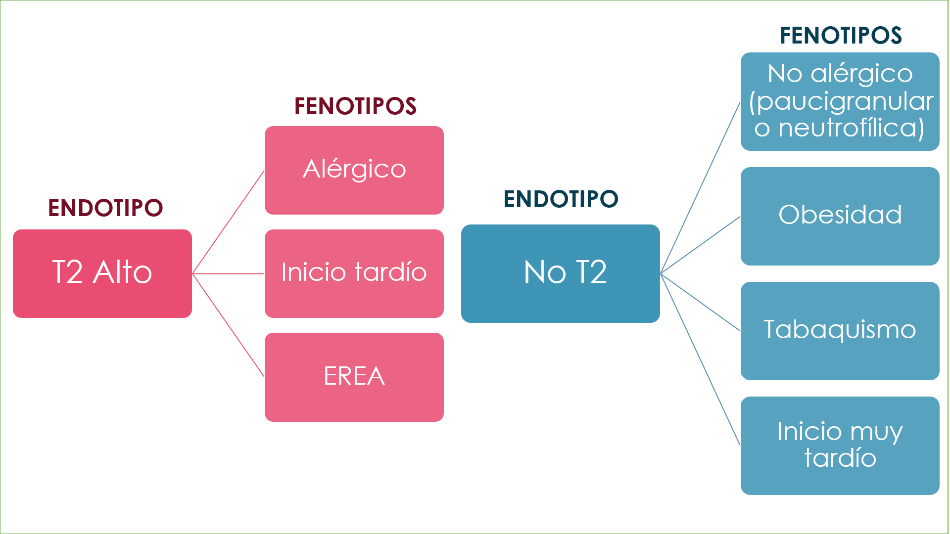 ENDOTIPO
T2 Alto
FENOTIPOS
Alérgico
Inicio tardío
EREA
ENDOTIPO
No T2
FENOTIPOS
No alérgico
(paucigranular
o neutrofílica)
Obesidad
Tabaquismo
Inicio muy
tardío